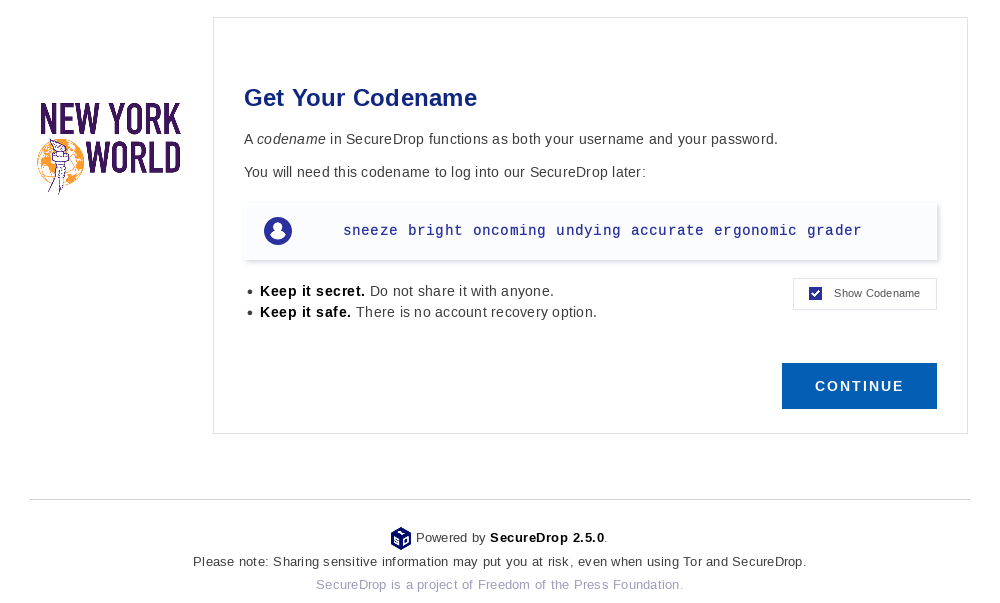 NEW YORK
WORLD
Get Your Codename
A codename in SecureDrop functions as both your username and your password.
You will need this codename to log into our SecureDrop later:
sneeze bright oncoming undying accurate ergonomic grader
• Keep it secret. Do not share it with anyone.
• Keep it safe. There is no account recovery option.
Show Codename
CONTINUE
Powered by SecureDrop 2.5.0.
Please note: Sharing sensitive information may put you at risk, even when using Tor and SecureDrop.
SecureDrop is a project of Freedom of the Press Foundation.